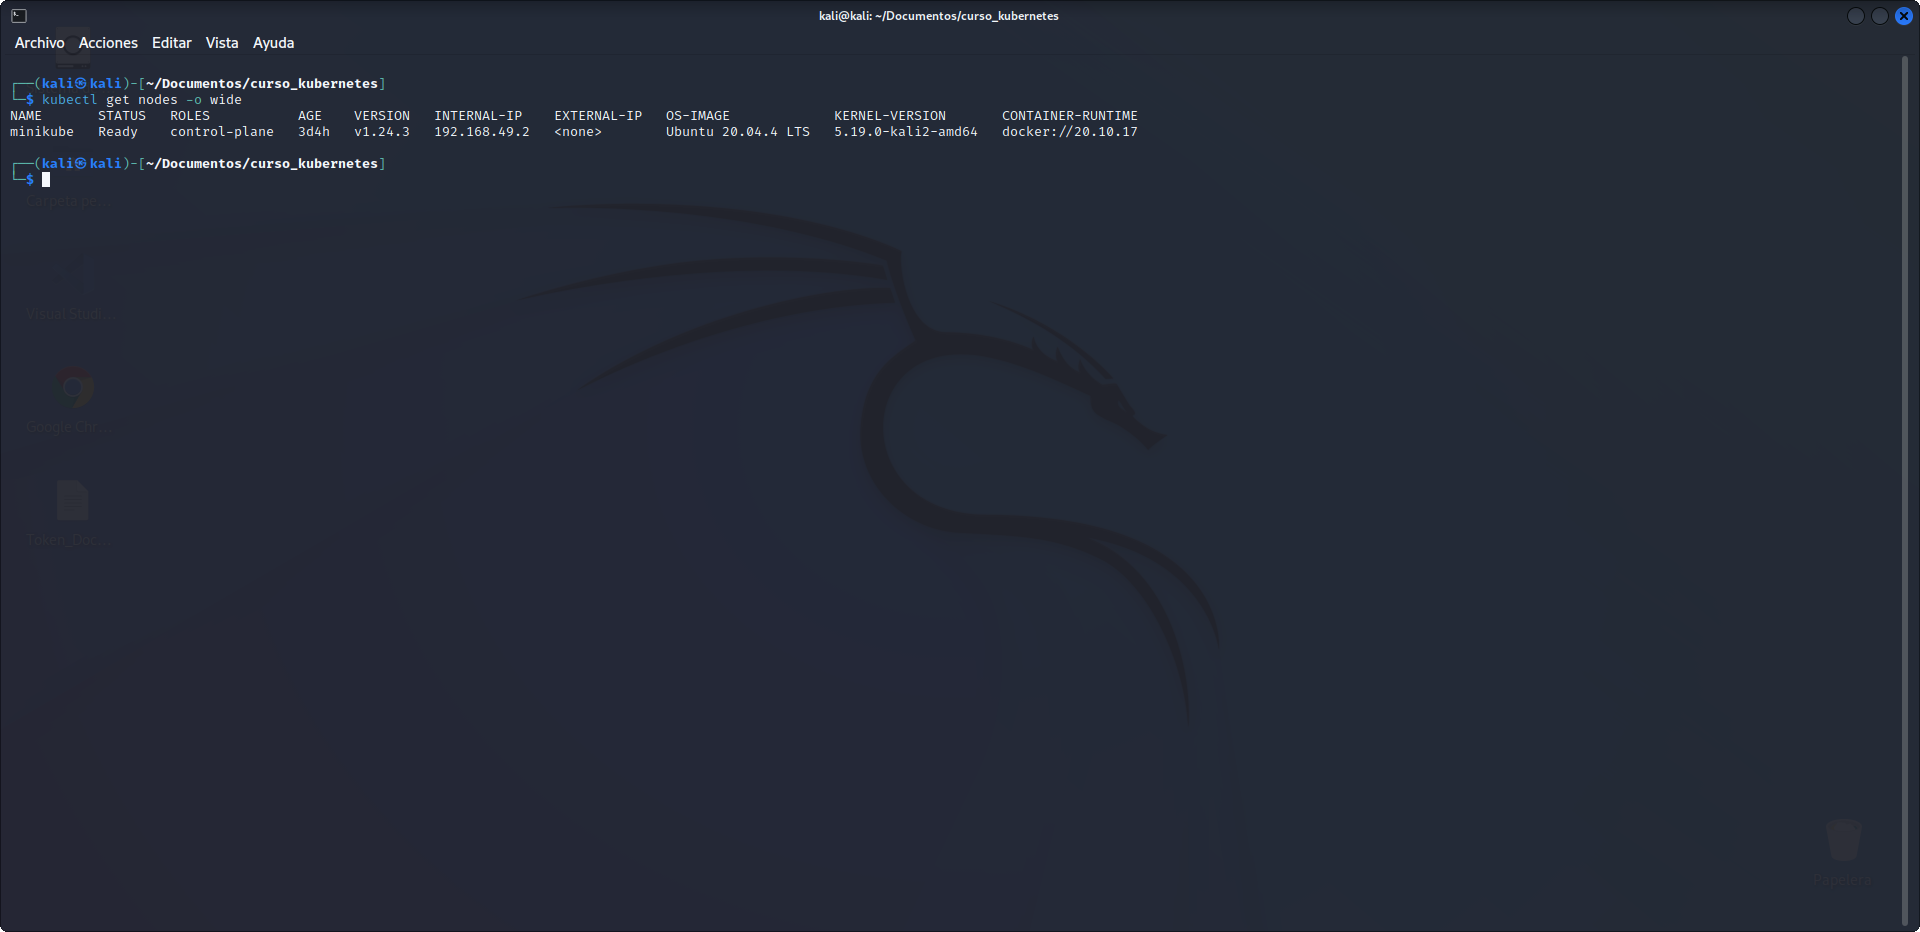 kali@kali: ~/Documentos/curso_kubernetes
Archivo Acciones Editar Vista Ayuda
┌──(kali㉿kali)-[~/Documentos/curso_kubernetes]
└─$ kubectl get nodes -o wide
NAME STATUS ROLES AGE VERSION INTERNAL-IP EXTERNAL-IP OS-IMAGE KERNEL-VERSION CONTAINER-RUNTIME
minikube Ready control-plane 3d4h v1.24.3 192.168.49.2 <none> Ubuntu 20.04.4 LTS 5.19.0-kali2-amd64 docker://20.10.17
┌──(kali㉿kali)-[~/Documentos/curso_kubernetes]
└─$
Carpeta pe...
Visual Studi...
Google Chr...
Token_Doc...
Papelera